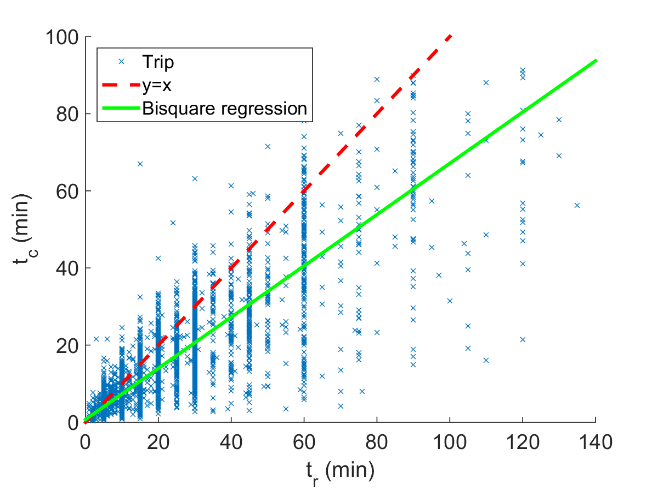 100
80
60
40
20
0
t_c (min)
Trip
y=x
Bisquare regression
0 20 40 60 80 100 120 140
t_r (min)